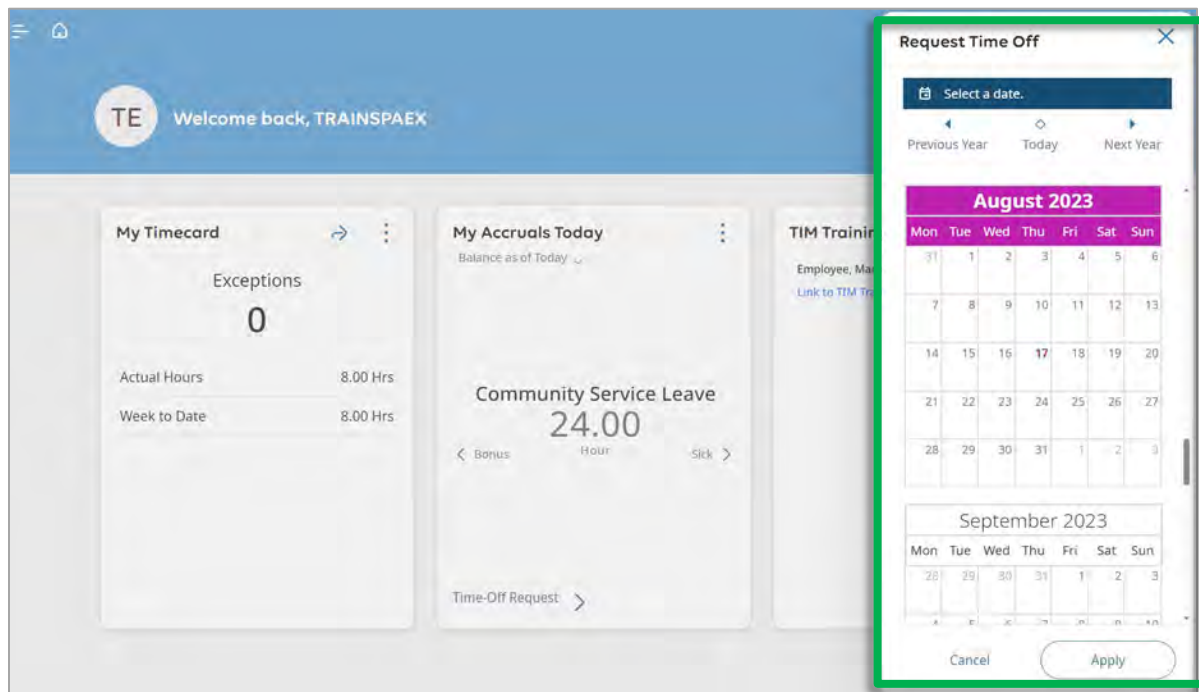 TE
Welcome back, TRAINSPAEX
My Timecard
Exceptions
0
Actual Hours 8.00 Hrs
Week to Date 8.00 Hrs
My Accruals Today
Balance as of Today
Community Service Leave
24.00
Hour
Bonus
Sick
Time-Off Request
TIM Trainin
Employee, Ma
Link to TIM Tra
Request Time Off
Select a date.
Previous Year Today Next Year
August 2023
Mon Tue Wed Thu Fri Sat Sun
31 1 2 3 4 5 6
7 8 9 10 11 12 13
14 15 16 17 18 19 20
21 22 23 24 25 26 27
28 29 30 31 1 2 3
September 2023
Mon Tue Wed Thu Fri Sat Sun
28 29 30 31 1 2 3
Cancel Apply